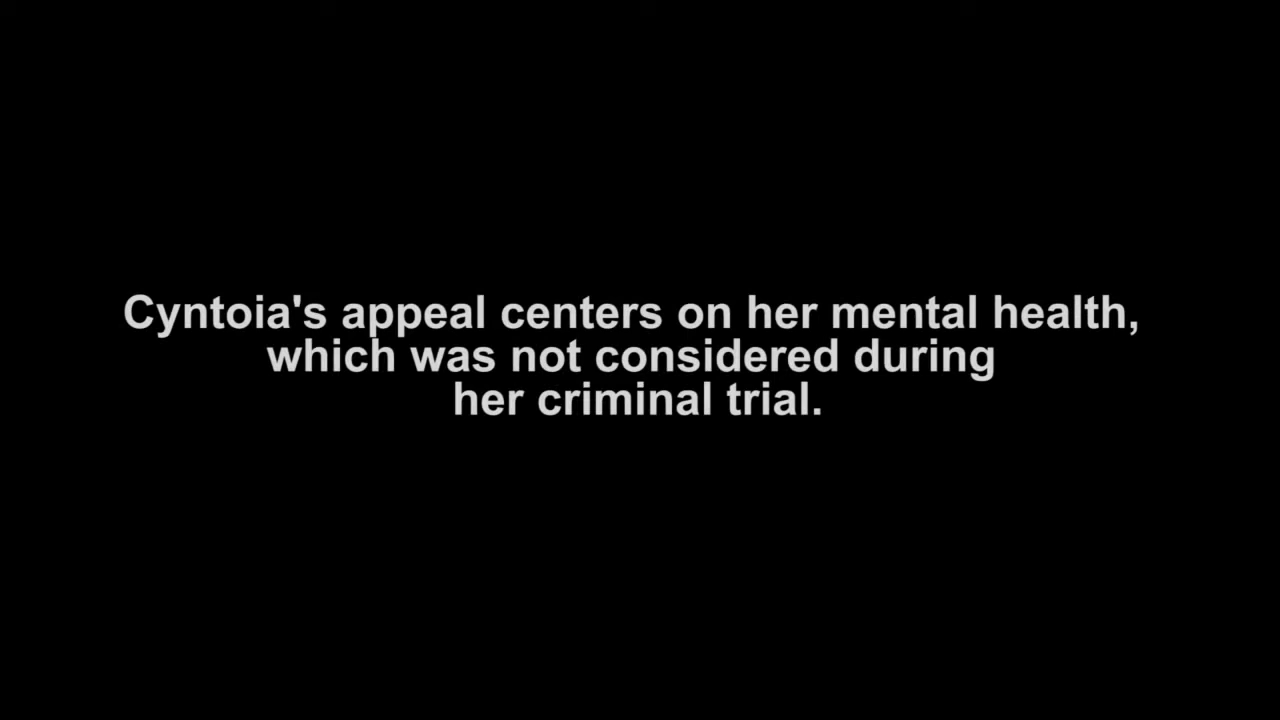 Cyntoia's appeal centers on her mental health,
which was not considered during
her criminal trial.